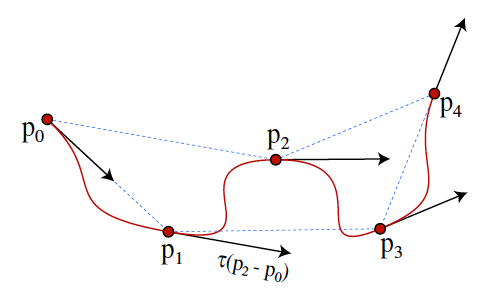 p₀
p₁
p₂
p₃
p₄
τ(p₂ - p₀)